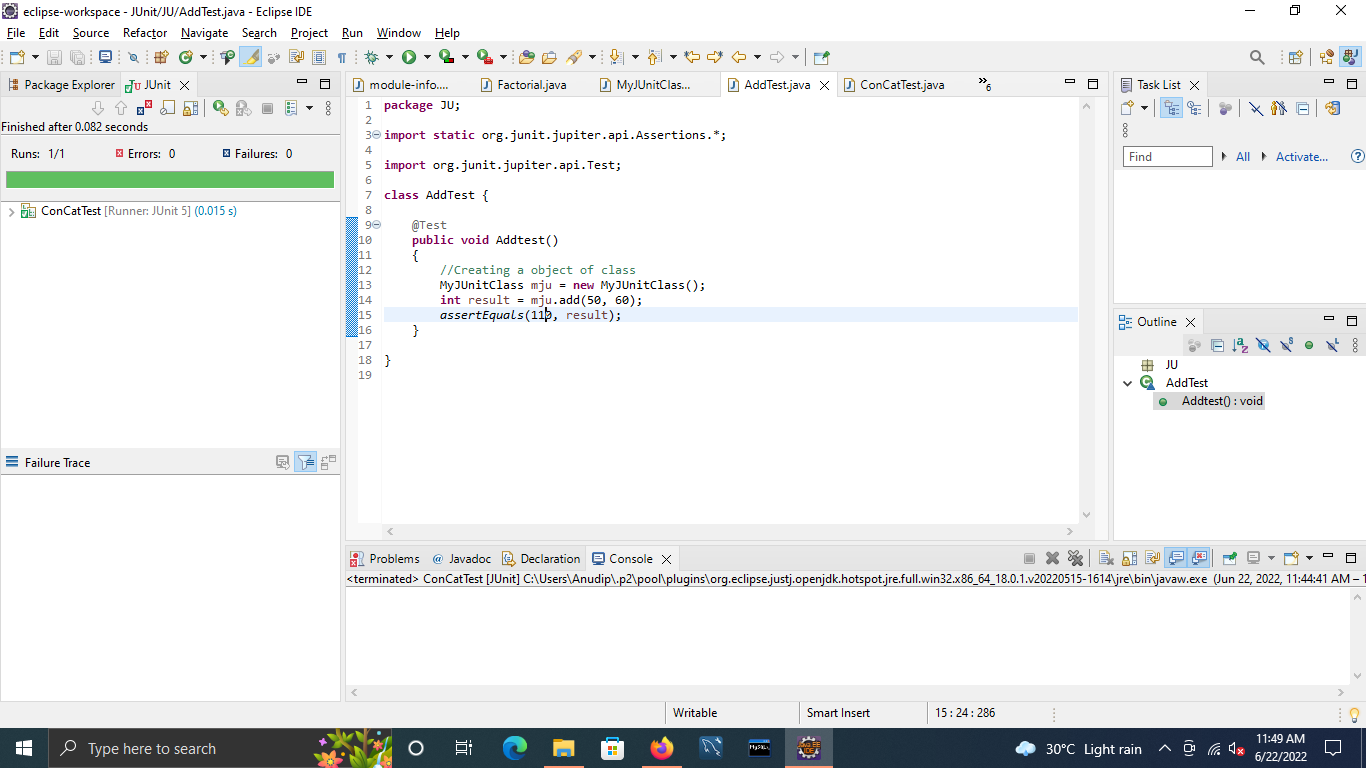 eclipse-workspace - JUnit/JU/AddTest.java - Eclipse IDE
File Edit Source Refactor Navigate Search Project Run Window Help
Package Explorer JUnit
Finished after 0.082 seconds
Runs: 1/1 Errors: 0 Failures: 0
ConCatTest [Runner: JUnit 5] (0.015 s)
Failure Trace
module-info.... Factorial.java MyJUnitClas... AddTest.java ConCatTest.java »6
1 package JU;
2
3 import static org.junit.jupiter.api.Assertions.*;
4
5 import org.junit.jupiter.api.Test;
6
7 class AddTest {
8
9 @Test
10 public void Addtest()
11 {
12 //Creating a object of class
13 MyJUnitClass mju = new MyJUnitClass();
14 int result = mju.add(50, 60);
15 assertEquals(110, result);
16 }
17
18 }
19
Task List
Find All Activate...
Outline
JU
AddTest
Addtest() : void
Problems Javadoc Declaration Console
<terminated> ConCatTest [JUnit] C:\Users\Anudip\.p2\pool\plugins\org.eclipse.justj.openjdk.hotspot.jre.full.win32.x86_64_18.0.1.v20220515-1614\jre\bin\javaw.exe (Jun 22, 2022, 11:44:41 AM – 1
Writable Smart Insert 15 : 24 : 286
Type here to search
30°C Light rain
11:49 AM
6/22/2022